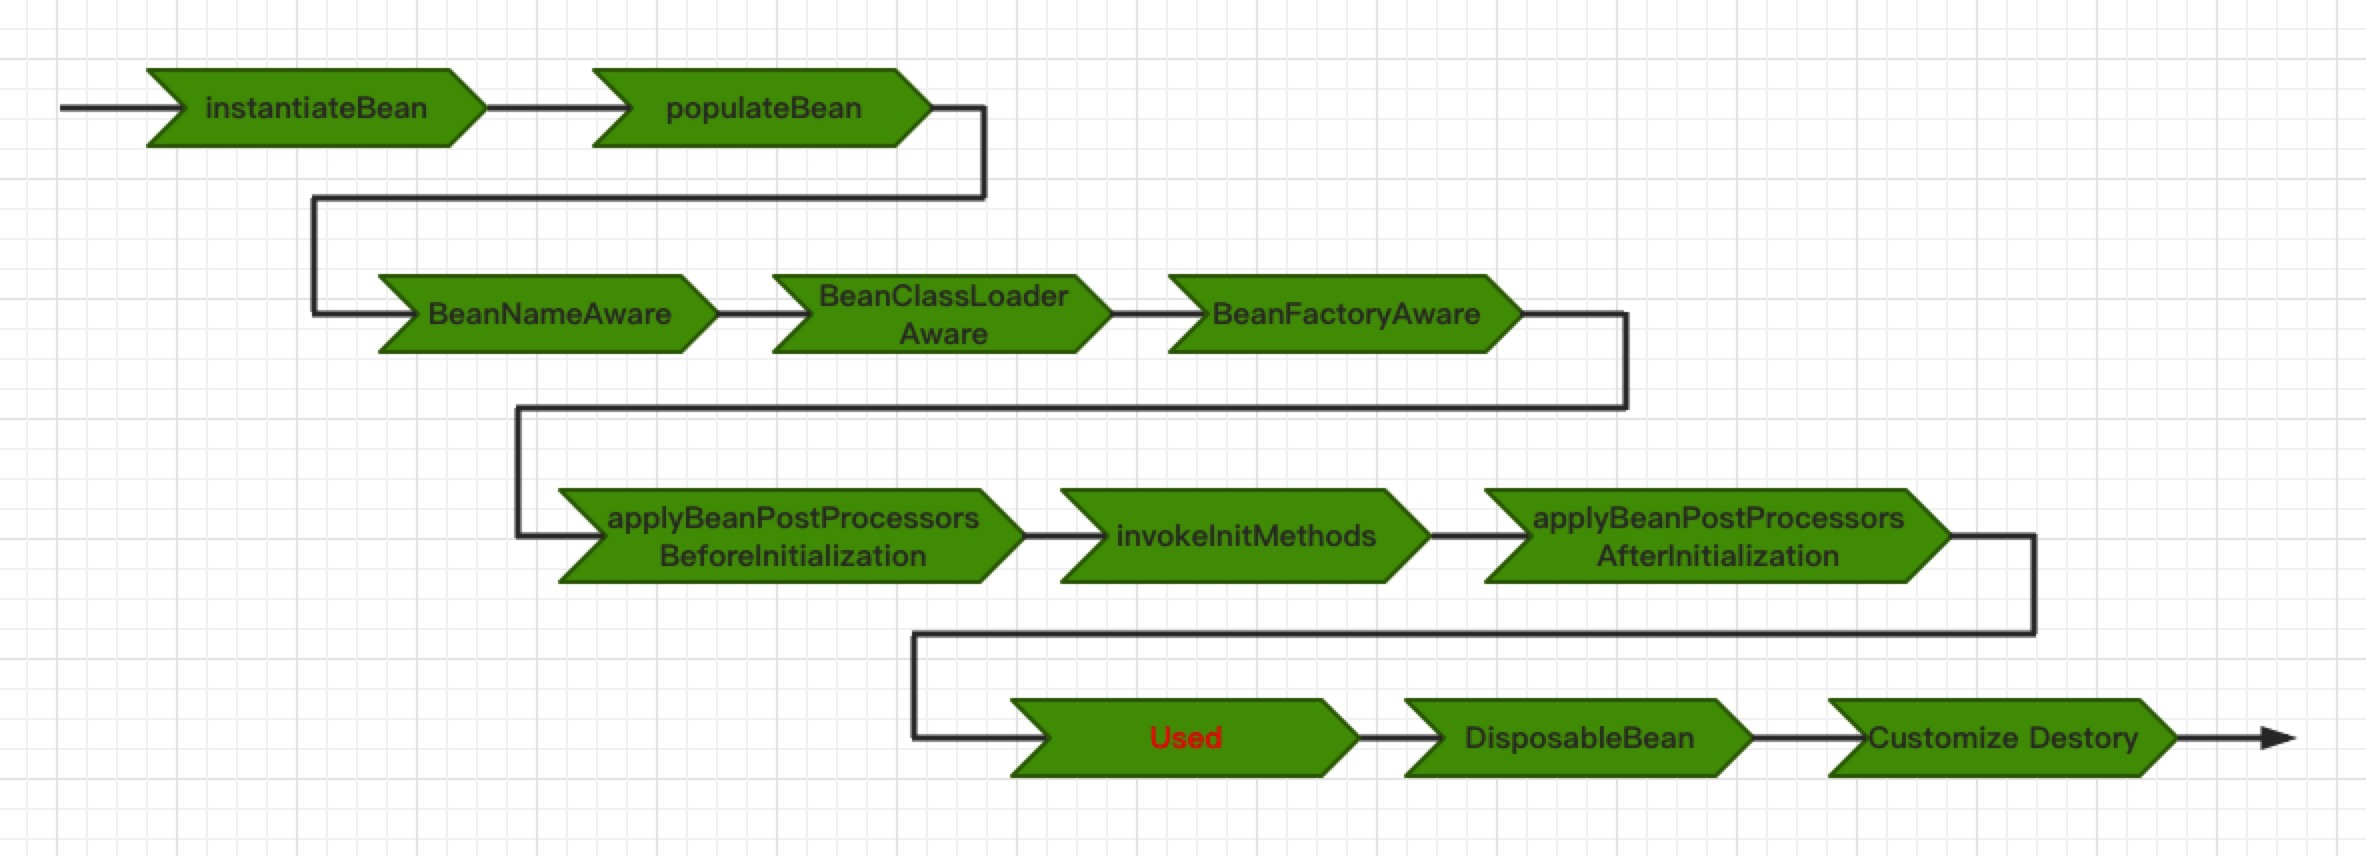 instantiateBean
populateBean
BeanNameAware
BeanClassLoader
Aware
BeanFactoryAware
applyBeanPostProcessors
BeforeInitialization
invokeInitMethods
applyBeanPostProcessors
AfterInitialization
Used
DisposableBean
Customize Destory